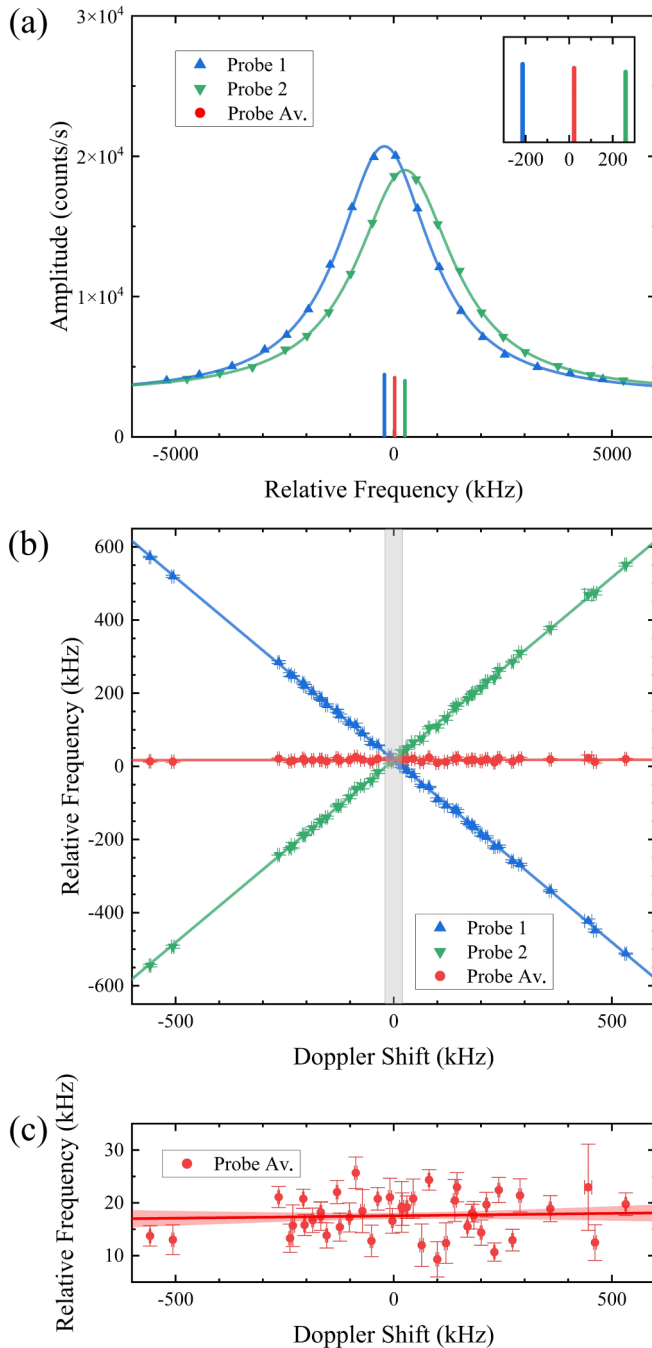 (a)
3×10⁴
2×10⁴
1×10⁴
0
Amplitude (counts/s)
Probe 1
Probe 2
Probe Av.
-200 0 200
-5000 0 5000
Relative Frequency (kHz)
(b)
600
400
200
0
-200
-400
-600
Relative Frequency (kHz)
Probe 1
Probe 2
Probe Av.
-500 0 500
Doppler Shift (kHz)
(c)
30
20
10
Relative Frequency (kHz)
Probe Av.
-500 0 500
Doppler Shift (kHz)